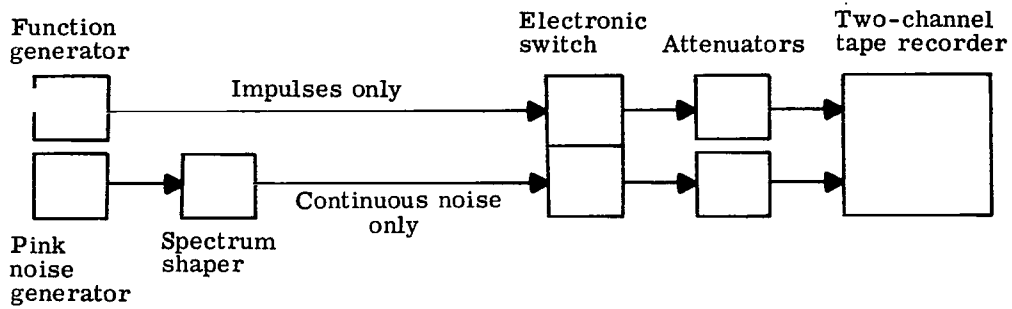 Function
generator
Electronic
switch
Attenuators
Two-channel
tape recorder
Impulses only
Continuous noise
only
Pink
noise
generator
Spectrum
shaper